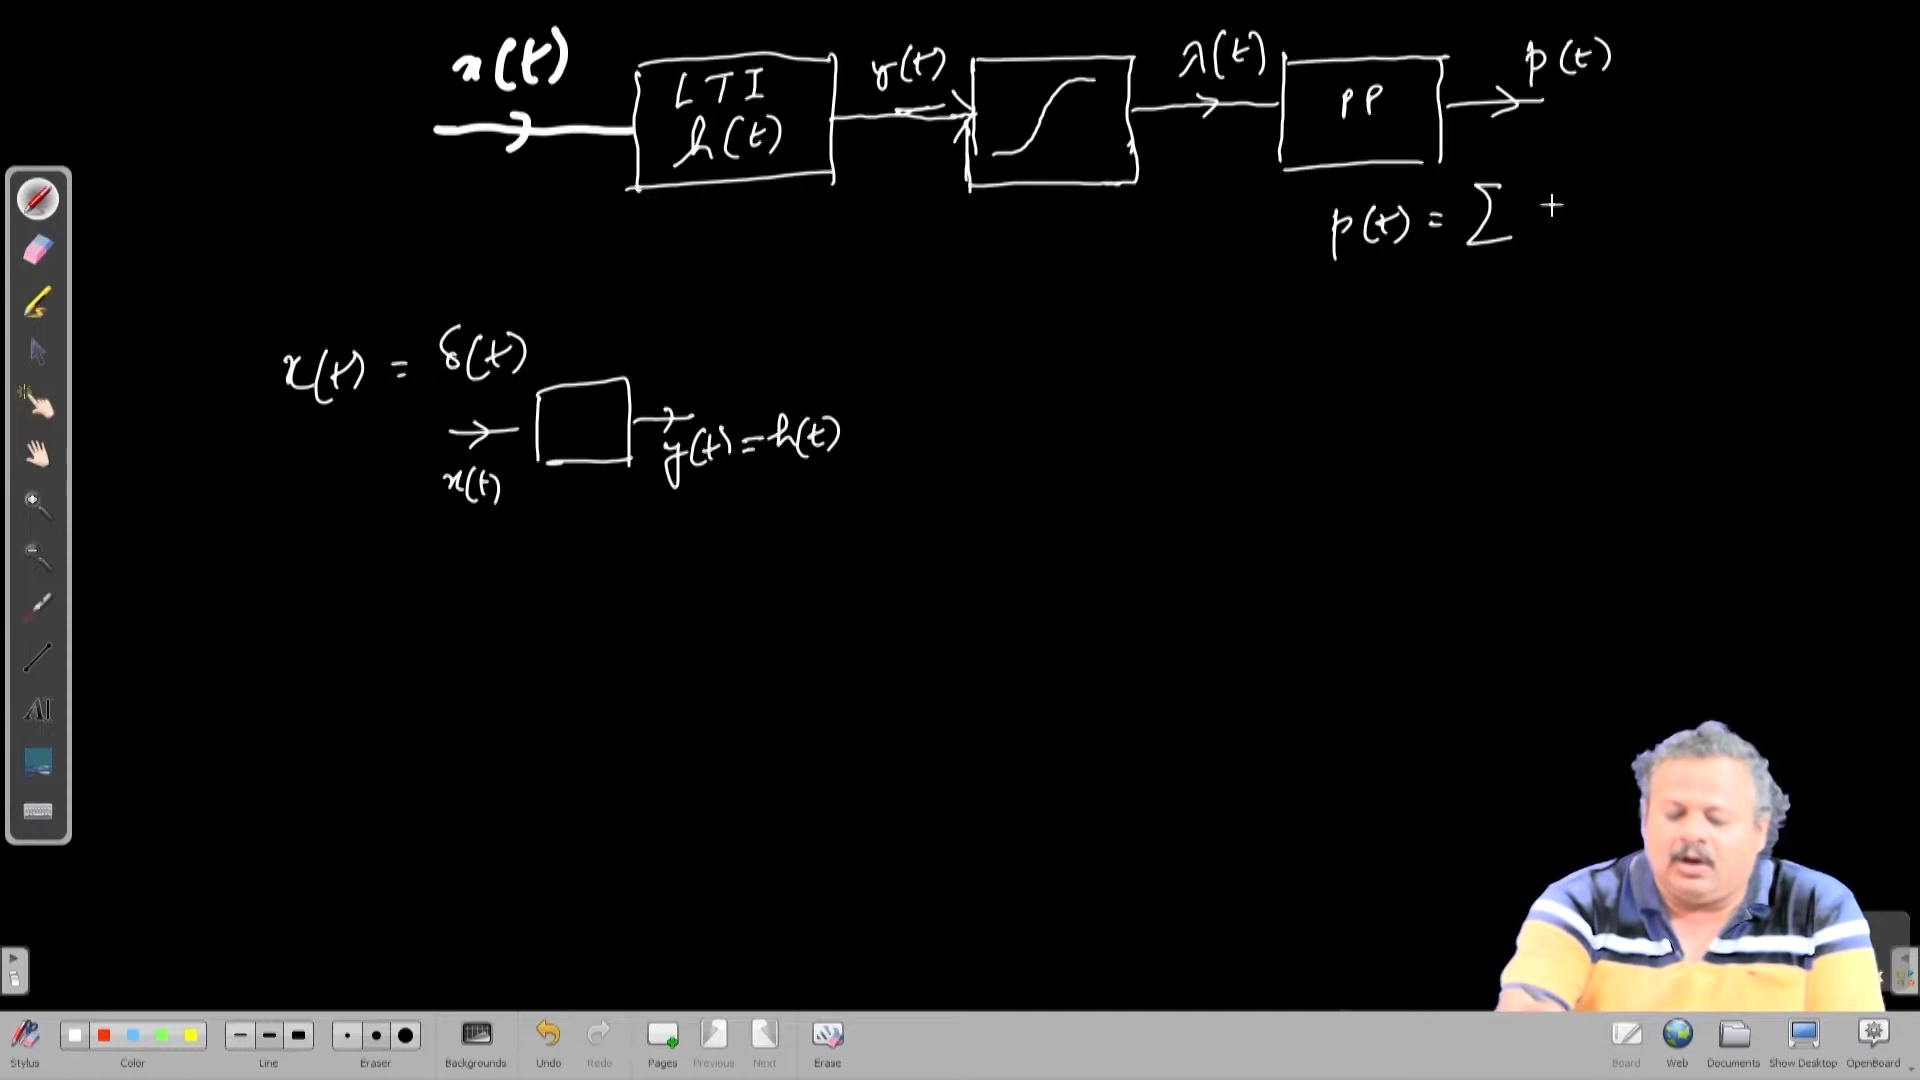 x(t)
LTI
h(t)
y(t)
λ(t)
PP
p(t)
p(t) = Σ
x(t) = δ(t)
x(t)
y(t) = h(t)
AI
Stylus
Color
Line
Eraser
Backgrounds
Undo
Redo
Pages
Previous
Next
Erase
Board
Web
Documents
Show Desktop
OpenBoard